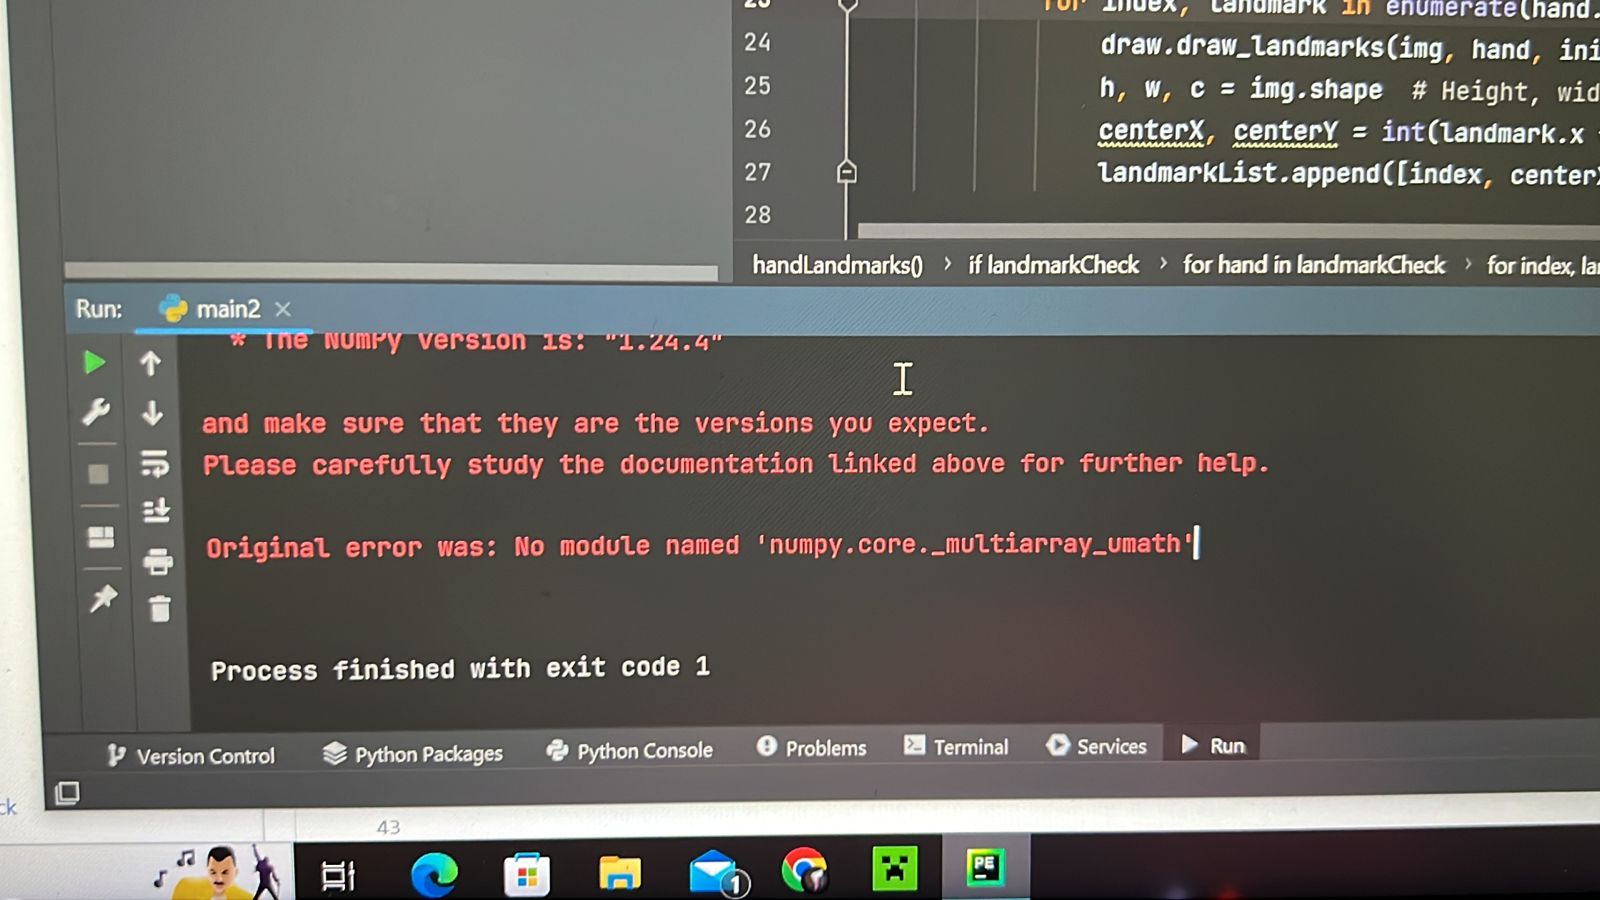 for index, landmark in enumerate(hand.
24 draw.draw_landmarks(img, hand, ini
25 h, w, c = img.shape # Height, wid
26 centerX, centerY = int(landmark.x
27 landmarkList.append([index, center
28
handLandmarks() › if landmarkCheck › for hand in landmarkCheck › for index, la
Run: main2 ×
* The NumPy version is: "1.24.4"
and make sure that they are the versions you expect.
Please carefully study the documentation linked above for further help.
Original error was: No module named 'numpy.core._multiarray_umath'
Process finished with exit code 1
Version Control Python Packages Python Console Problems Terminal Services Run
ck
43
1
PE